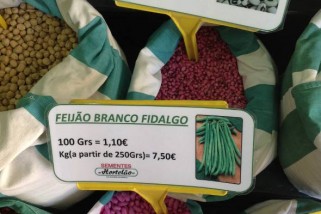 FEIJÃO BRANCO FIDALGO
100 Grs = 1,10€
Kg(a partir de 250Grs)= 7,50€
SEMENTES
Hortelão